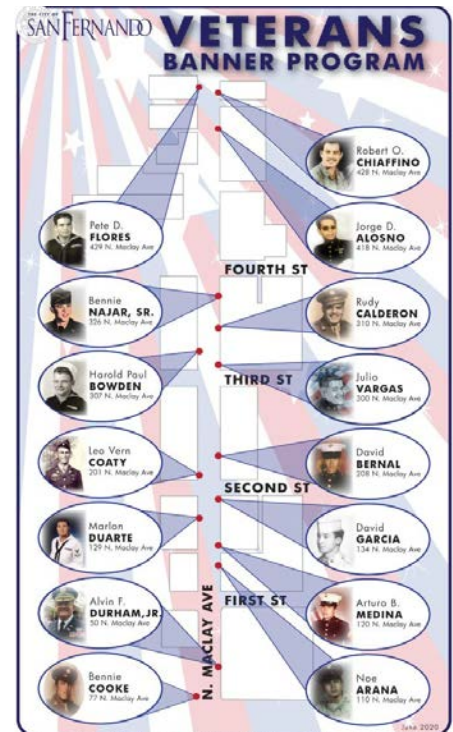 THE CITY OF
SAN FERNANDO
VETERANS
BANNER PROGRAM
Robert O.
CHIAFFINO
428 N. Maclay Ave
Pete D.
FLORES
429 N. Maclay Ave
Jorge D.
ALOSNO
418 N. Maclay Ave
FOURTH ST
Bennie
NAJAR, SR.
326 N. Maclay Ave
Rudy
CALDERON
310 N. Maclay Ave
Harold Paul
BOWDEN
307 N. Maclay Ave
THIRD ST
Julio
VARGAS
300 N. Maclay Ave
Leo Vern
COATY
201 N. Maclay Ave
David
BERNAL
208 N. Maclay Ave
SECOND ST
Marlon
DUARTE
129 N. Maclay Ave
David
GARCIA
134 N. Maclay Ave
Alvin F.
DURHAM, JR.
50 N. Maclay Ave
FIRST ST
Arturo B.
MEDINA
120 N. Maclay Ave
N. MACLAY AVE
Bennie
COOKE
77 N. Maclay Ave
Noe
ARANA
110 N. Maclay Ave
June 2020